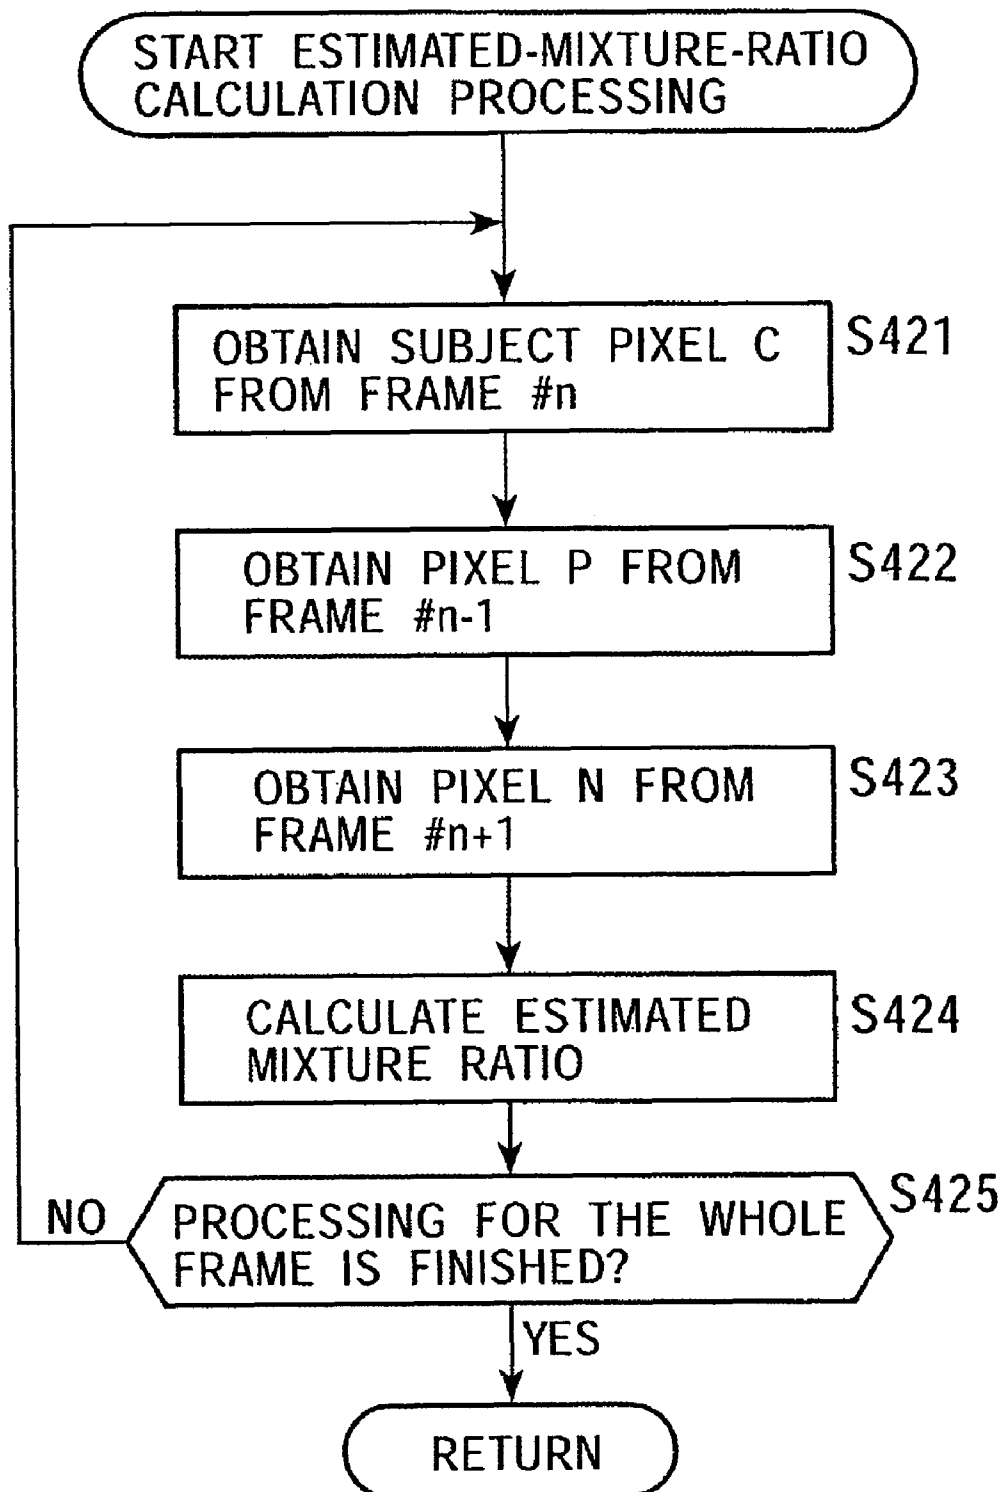 START ESTIMATED-MIXTURE-RATIO
CALCULATION PROCESSING
OBTAIN SUBJECT PIXEL C
FROM FRAME #n
S421
OBTAIN PIXEL P FROM
FRAME #n-1
S422
OBTAIN PIXEL N FROM
FRAME #n+1
S423
CALCULATE ESTIMATED
MIXTURE RATIO
S424
PROCESSING FOR THE WHOLE
FRAME IS FINISHED?
S425
NO
YES
RETURN